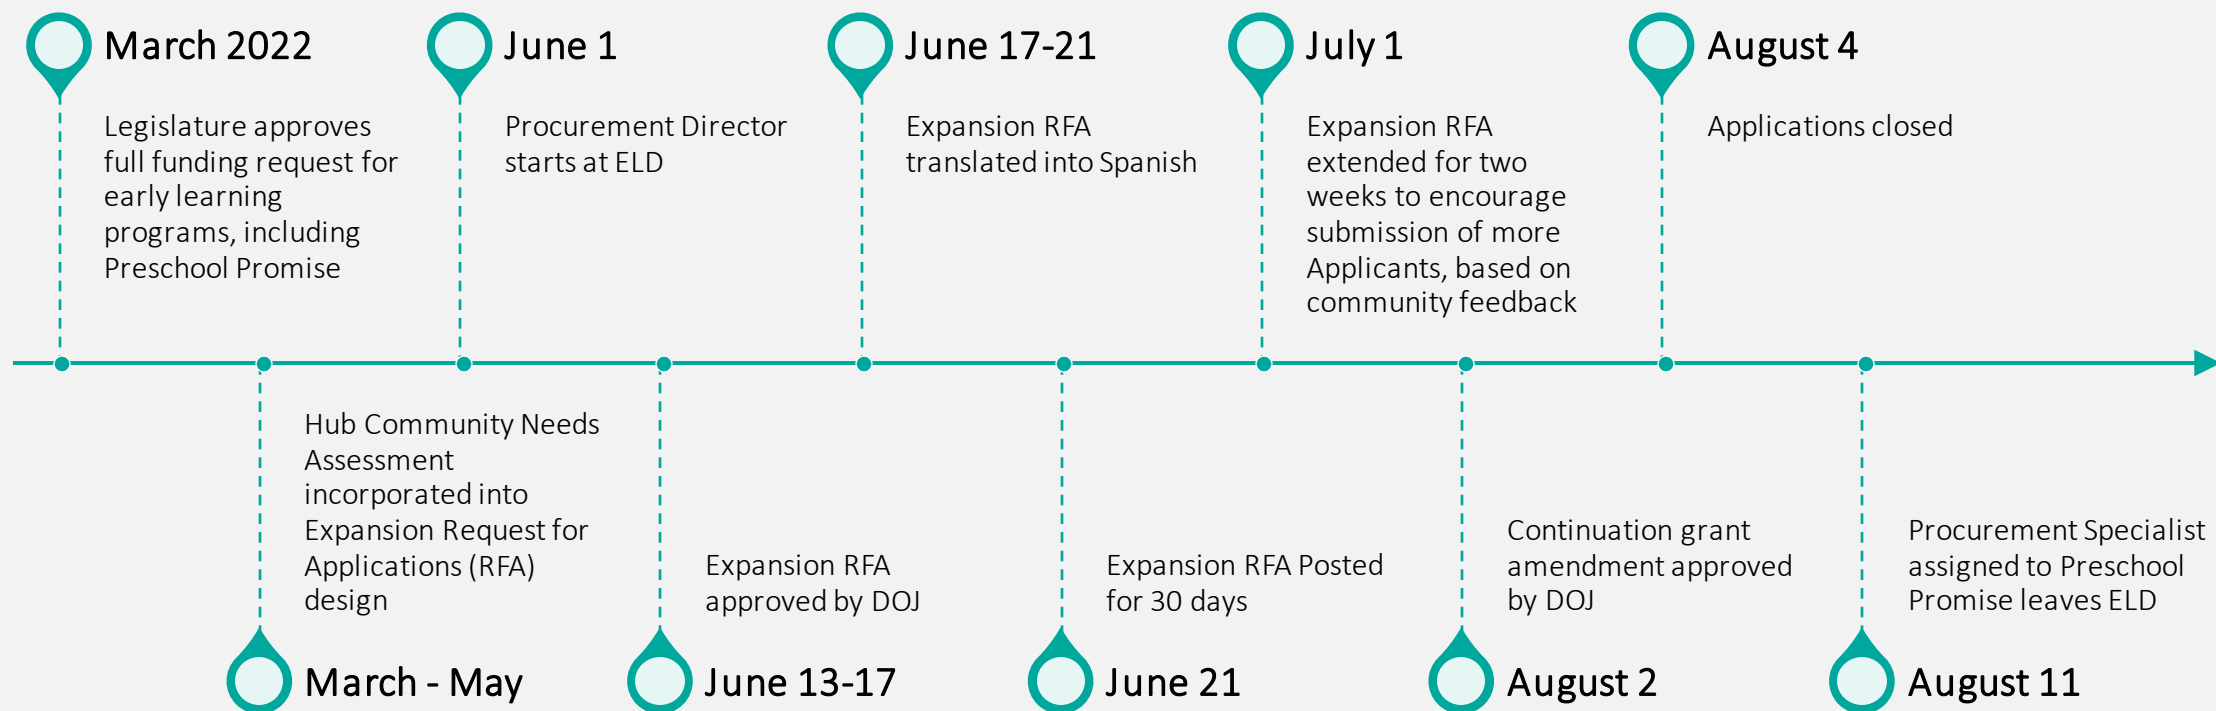 March 2022
Legislature approves
full funding request for
early learning
programs, including
Preschool Promise
June 1
Procurement Director
starts at ELD
June 17-21
Expansion RFA
translated into Spanish
July 1
Expansion RFA
extended for two
weeks to encourage
submission of more
Applicants, based on
community feedback
August 4
Applications closed
Hub Community Needs
Assessment
incorporated into
Expansion Request for
Applications (RFA)
design
March - May
Expansion RFA
approved by DOJ
June 13-17
Expansion RFA Posted
for 30 days
June 21
Continuation grant
amendment approved
by DOJ
August 2
Procurement Specialist
assigned to Preschool
Promise leaves ELD
August 11